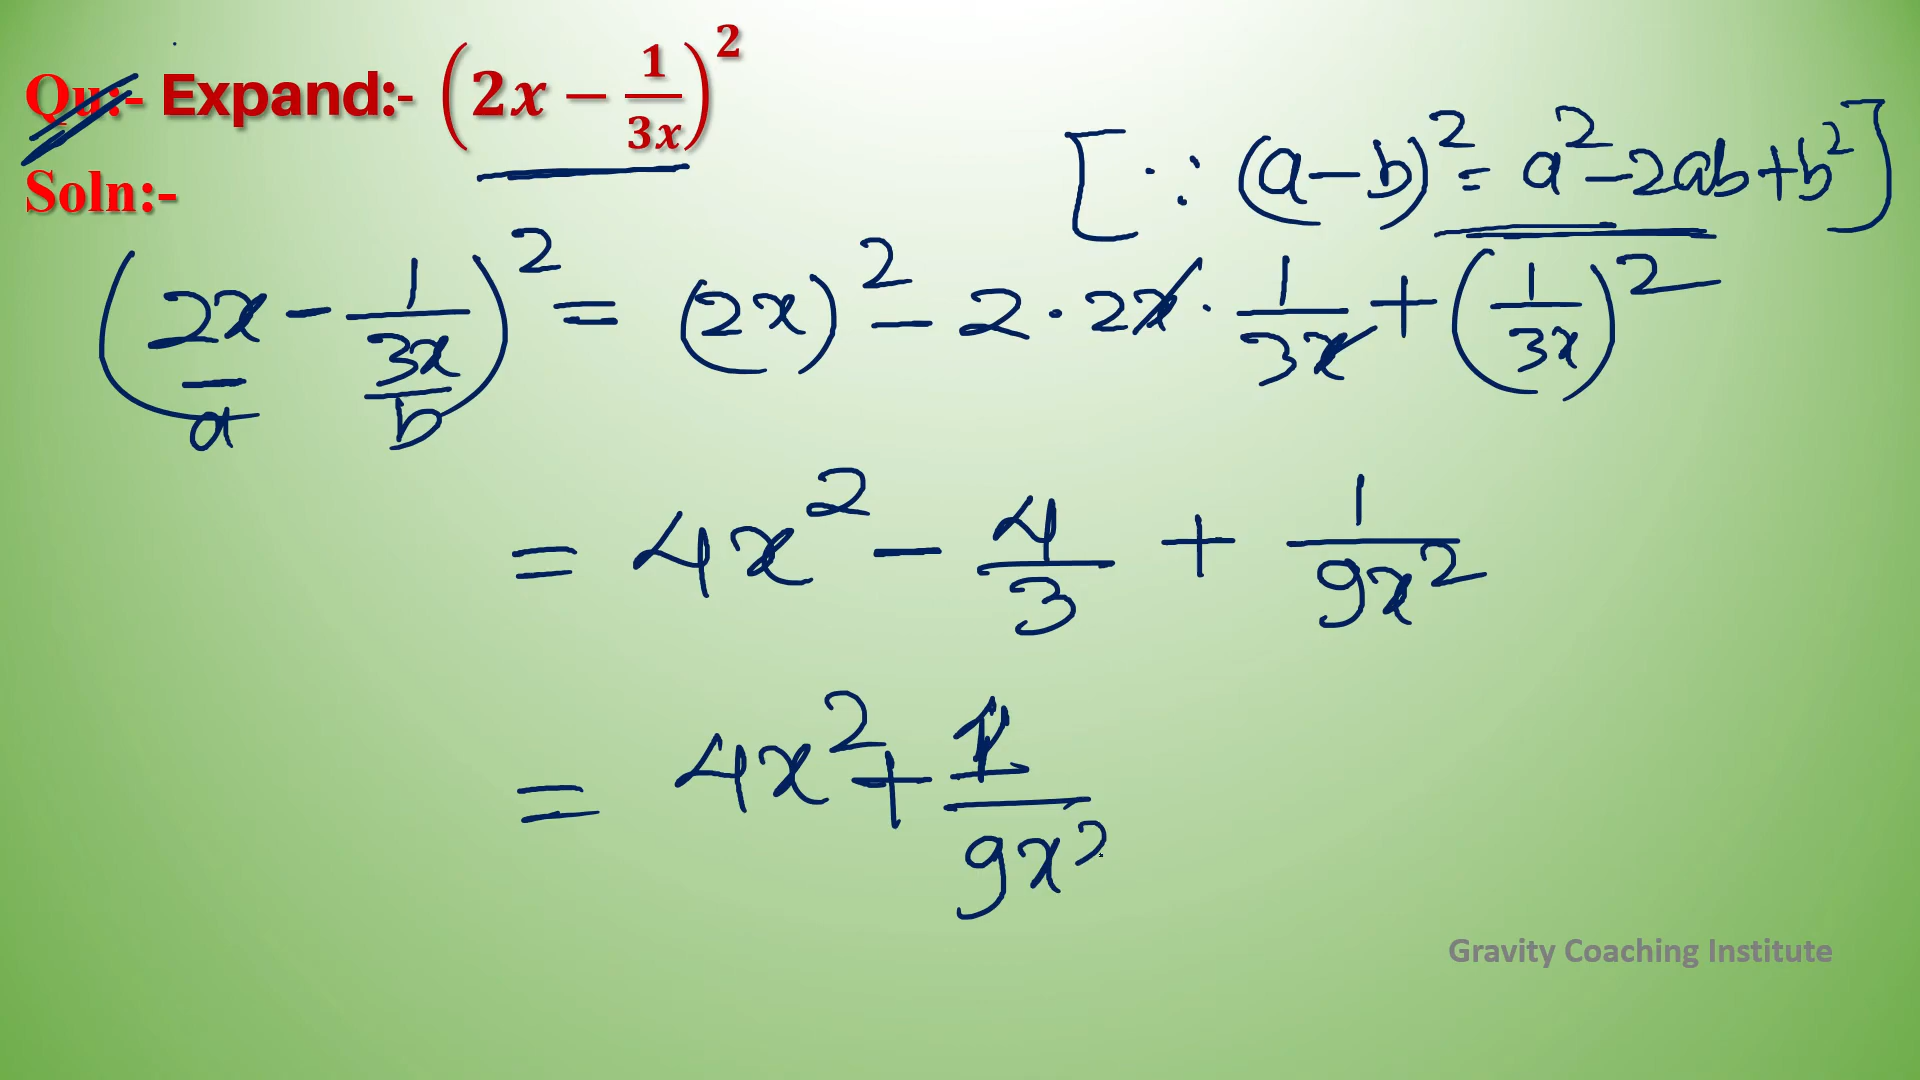 Qu:- Expand:- (2x − 1/3x)²
[∵ (a−b)² = a²−2ab+b²]
Soln:-
(2x − 1/3x)² = (2x)² − 2·2x·1/3x + (1/3x)²
a b
= 4x² − 4/3 + 1/9x²
= 4x² + 1/9x²
Gravity Coaching Institute